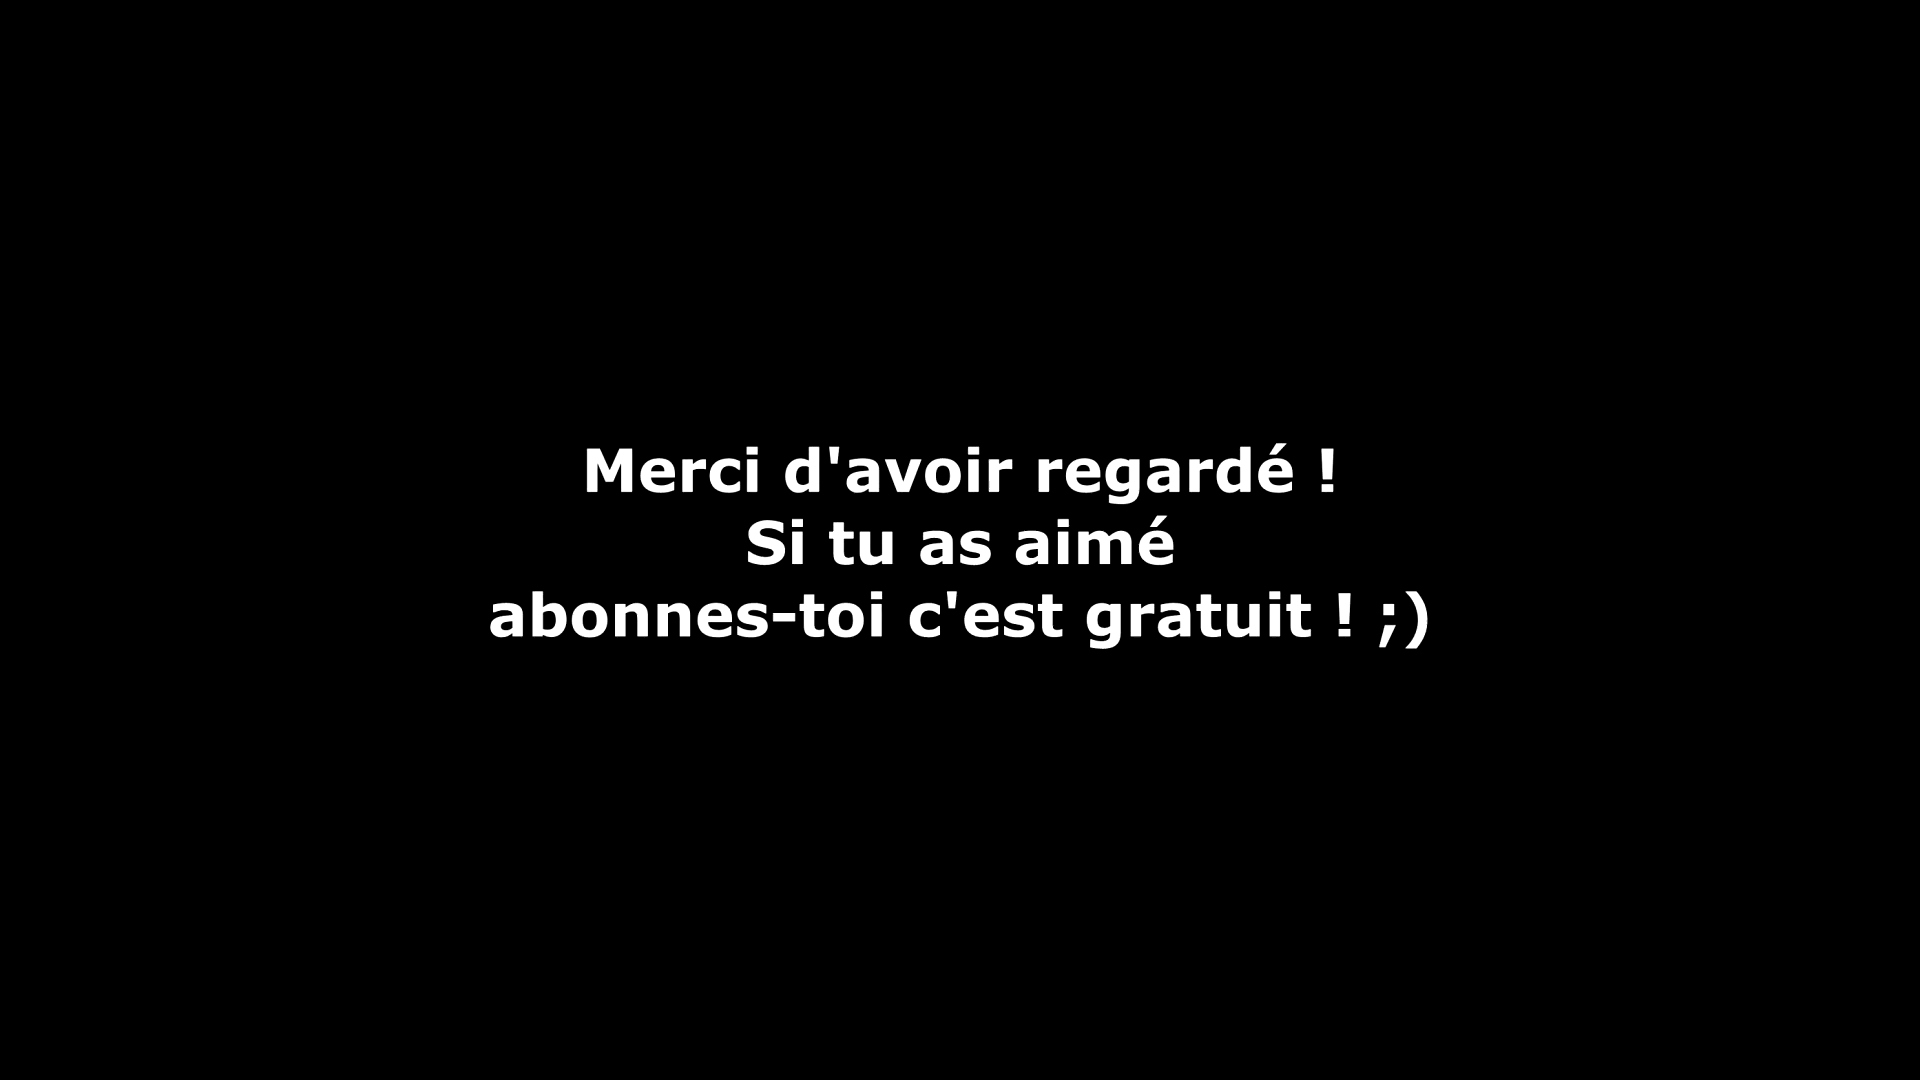 Merci d'avoir regardé !
Si tu as aimé
abonnes-toi c'est gratuit ! ;)